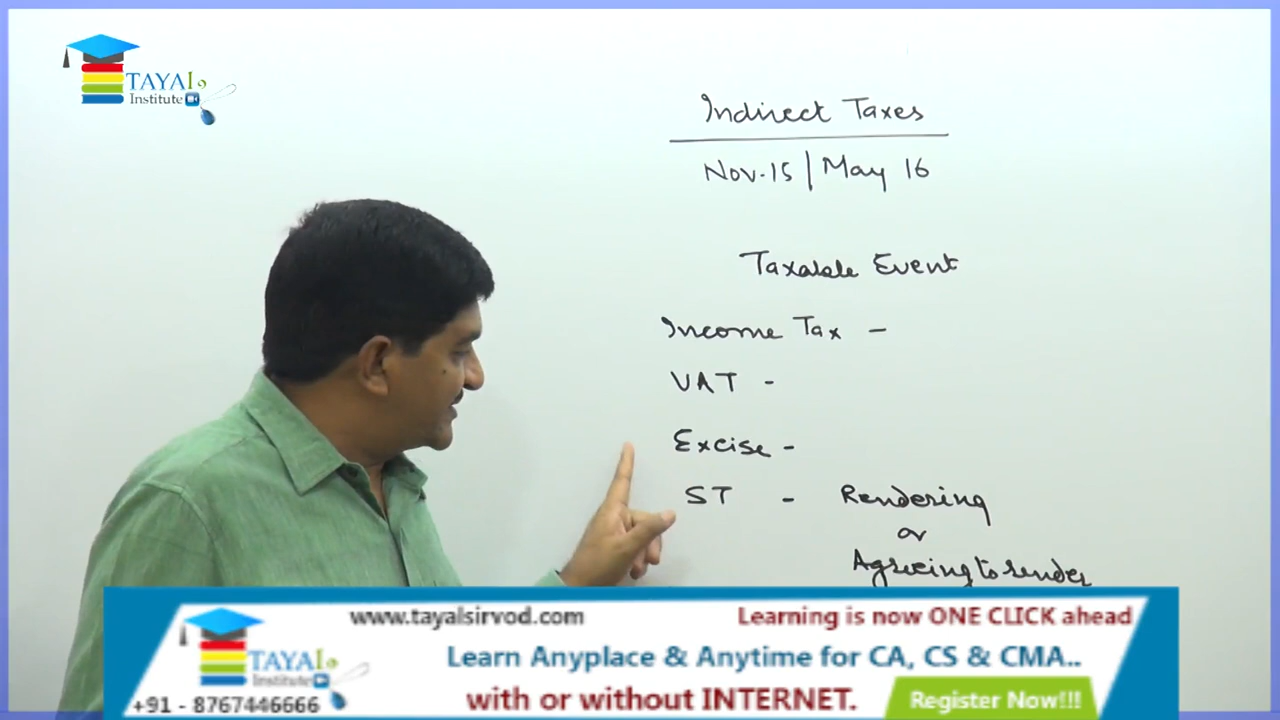 TAYAL
Institute
Indirect Taxes
Nov-15 | May 16
Taxable Event
Income Tax -
VAT -
Excise -
ST - Rendering
or
Agreeing to render
www.tayalsirvod.com
Learning is now ONE CLICK ahead
TAYAL
Institute
Learn Anyplace & Anytime for CA, CS & CMA..
+91 - 8767446666
with or without INTERNET.
Register Now!!!